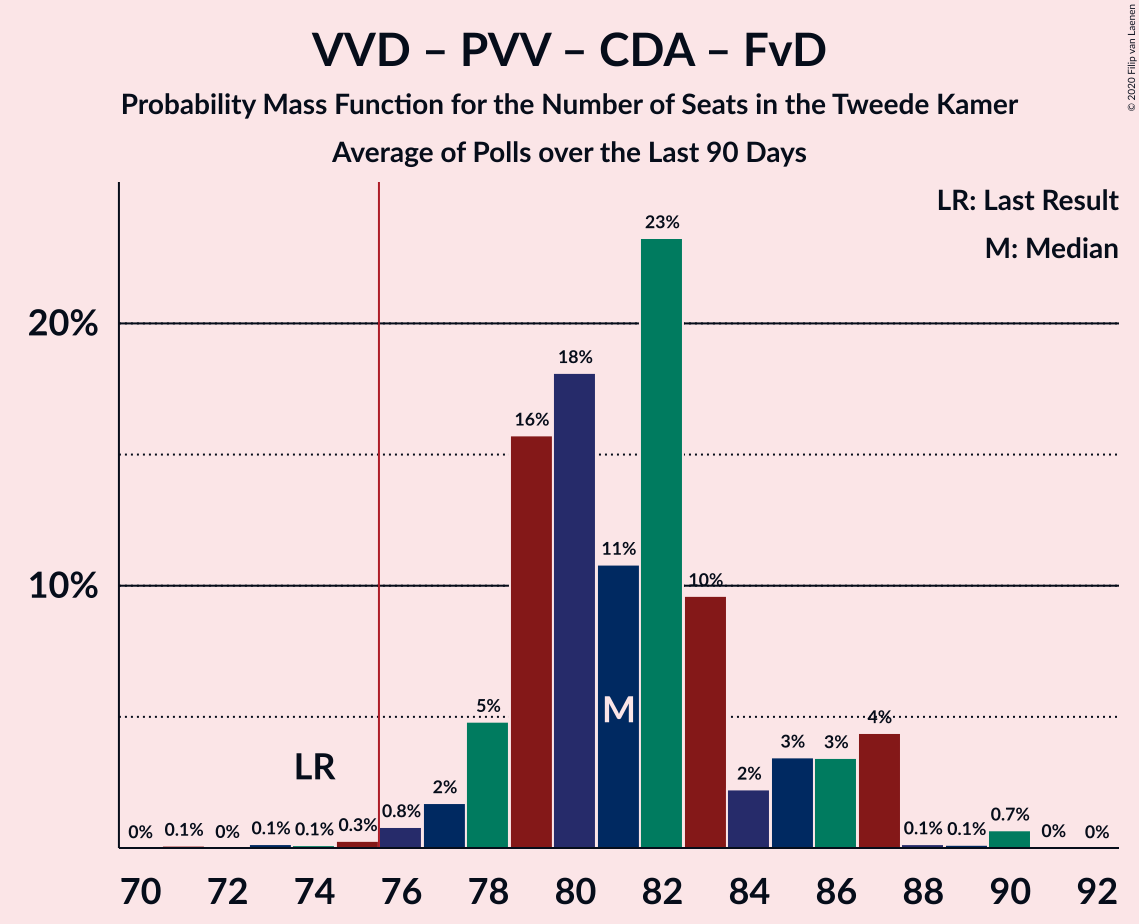 VVD – PVV – CDA – FvD
Probability Mass Function for the Number of Seats in the Tweede Kamer
Average of Polls over the Last 90 Days
© 2020 Filip van Laenen
LR: Last Result
M: Median
20%
10%
0%
0.1%
0%
0.1%
0.1%
0.3%
0.8%
2%
5%
16%
18%
11%
23%
10%
2%
3%
3%
4%
0.1%
0.1%
0.7%
0%
0%
LR
M
70 72 74 76 78 80 82 84 86 88 90 92